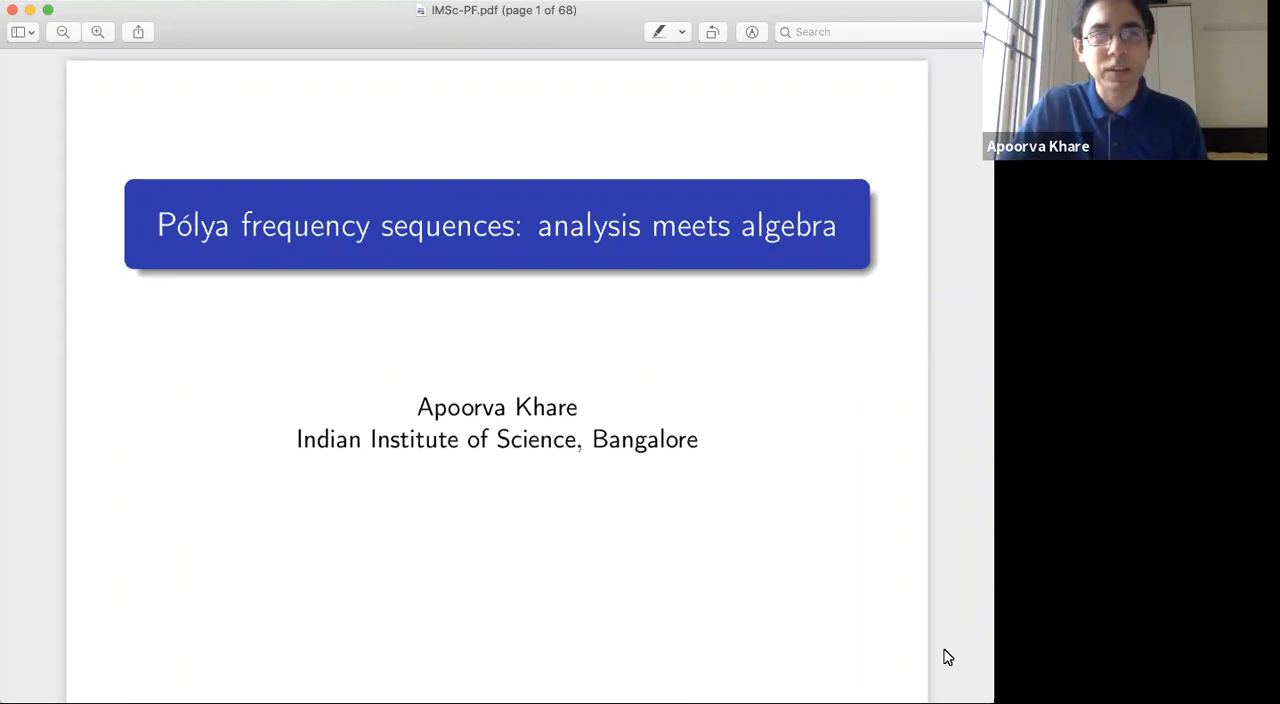 IMSc-PF.pdf (page 1 of 68)
Search
Apoorva Khare
Pólya frequency sequences: analysis meets algebra
Apoorva Khare
Indian Institute of Science, Bangalore